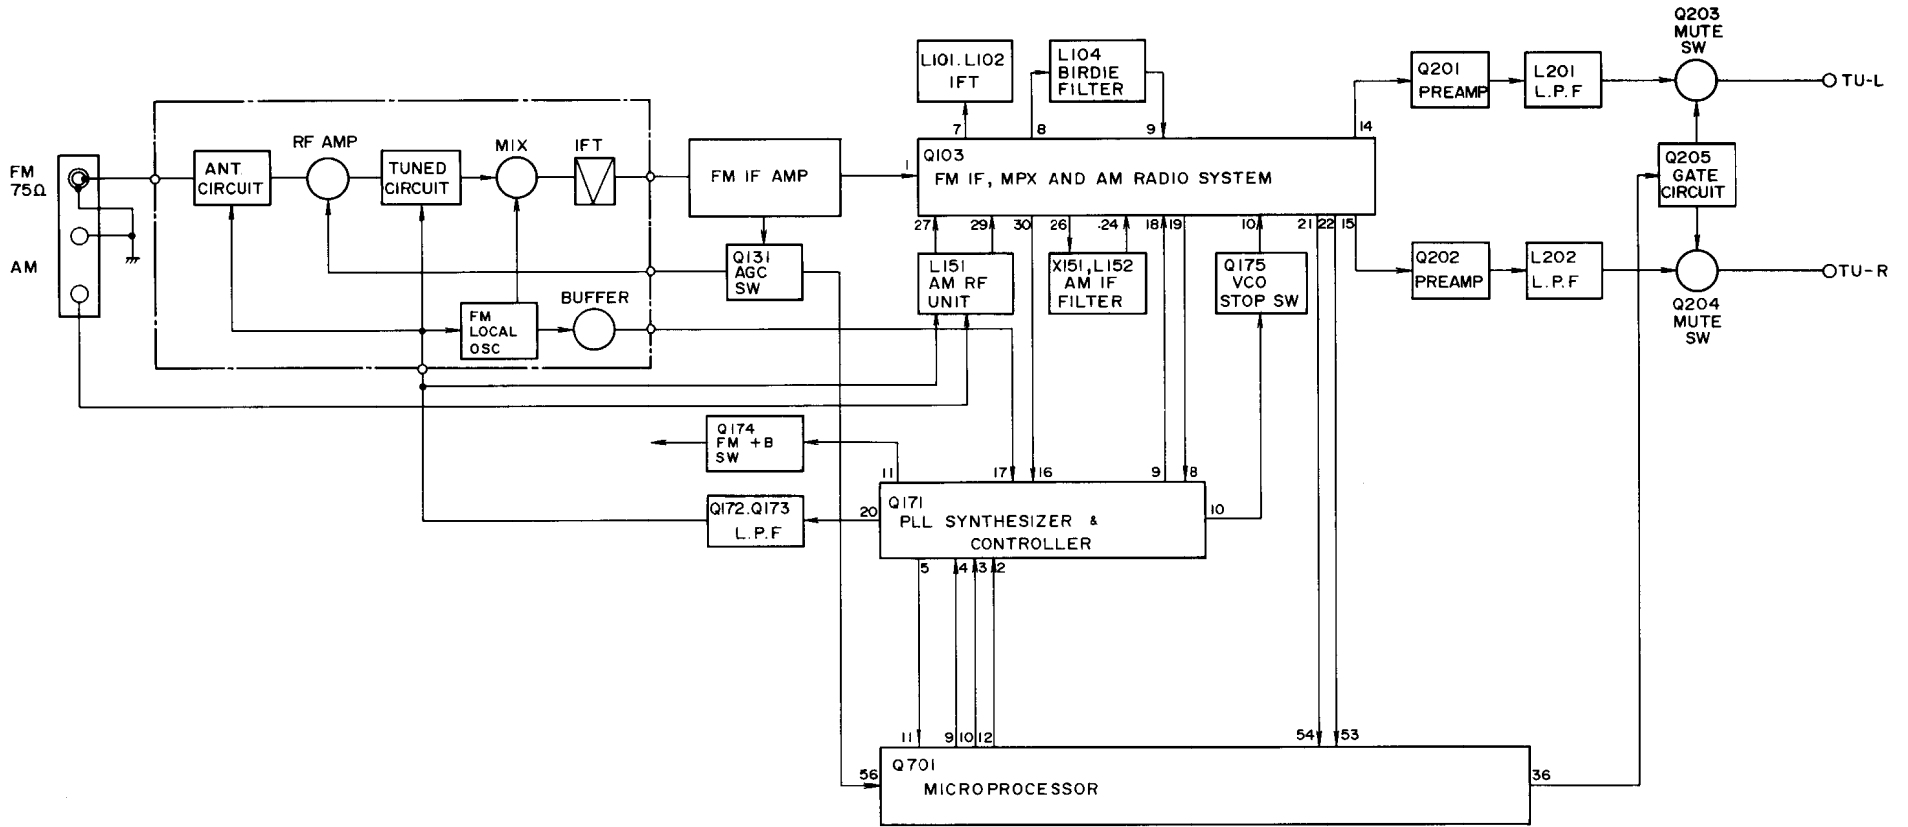 Q203
MUTE
SW
L101.L102
IFT
L104
BIRDIE
FILTER
Q201
PREAMP
L201
L.P.F
TU-L
7
8
9
14
RF AMP
MIX
IFT
FM
75Ω
ANT.
CIRCUIT
TUNED
CIRCUIT
FM IF AMP
1
Q103
FM IF, MPX AND AM RADIO SYSTEM
Q205
GATE
CIRCUIT
27
29
30
26
24
18
19
10
21
22
15
AM
Q131
AGC
SW
L151
AM RF
UNIT
X151,L152
AM IF
FILTER
Q175
VCO
STOP SW
Q202
PREAMP
L202
L.P.F
TU-R
Q204
MUTE
SW
BUFFER
FM
LOCAL
OSC
Q174
FM +B
SW
11
17
16
9
8
Q172.Q173
L.P.F
20
Q171
PLL SYNTHESIZER &
CONTROLLER
10
5
4
3
2
11
9
10
12
54
53
56
Q701
MICROPROCESSOR
36